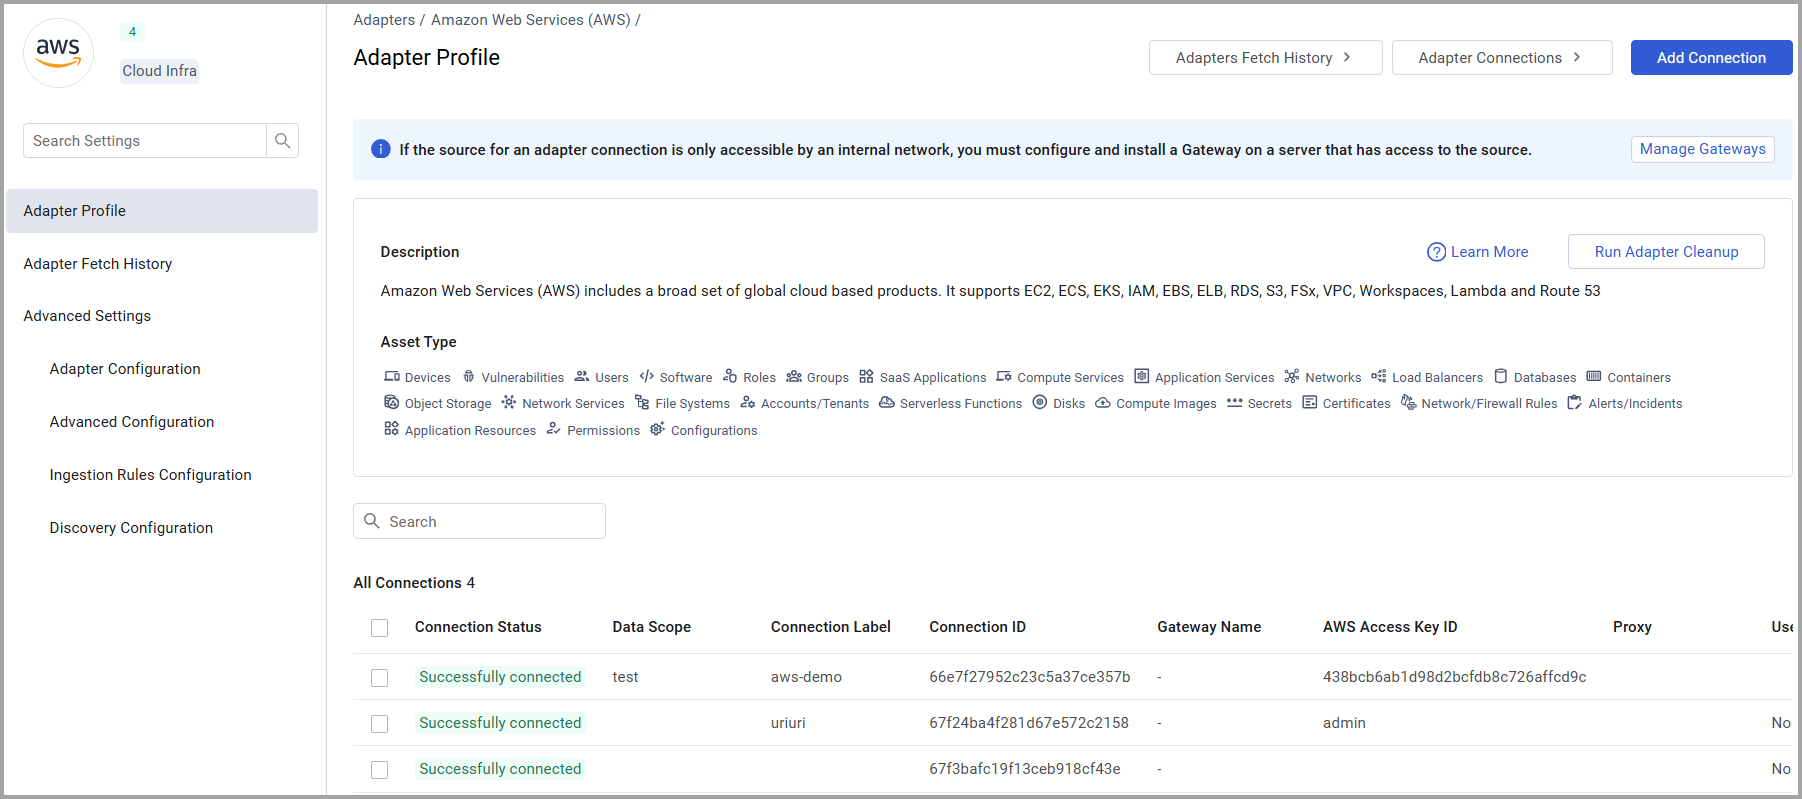 aws
4
Cloud Infra
Search Settings
Adapter Profile
Adapter Fetch History
Advanced Settings
Adapter Configuration
Advanced Configuration
Ingestion Rules Configuration
Discovery Configuration
Adapters / Amazon Web Services (AWS) /
Adapter Profile
Adapters Fetch History >
Adapter Connections >
Add Connection
If the source for an adapter connection is only accessible by an internal network, you must configure and install a Gateway on a server that has access to the source.
Manage Gateways
Description
Learn More
Run Adapter Cleanup
Amazon Web Services (AWS) includes a broad set of global cloud based products. It supports EC2, ECS, EKS, IAM, EBS, ELB, RDS, S3, FSx, VPC, Workspaces, Lambda and Route 53
Asset Type
Devices Vulnerabilities Users Software Roles Groups SaaS Applications Compute Services Application Services Networks Load Balancers Databases Containers
Object Storage Network Services File Systems Accounts/Tenants Serverless Functions Disks Compute Images Secrets Certificates Network/Firewall Rules Alerts/Incidents
Application Resources Permissions Configurations
Search
All Connections 4
Connection Status Data Scope Connection Label Connection ID Gateway Name AWS Access Key ID Proxy Use
Successfully connected test aws-demo 66e7f27952c23c5a37ce357b - 438bcb6ab1d98d2bcfdb8c726affcd9c
Successfully connected uriuri 67f24ba4f281d67e572c2158 - admin No
Successfully connected 67f3bafc19f13ceb918cf43e - No